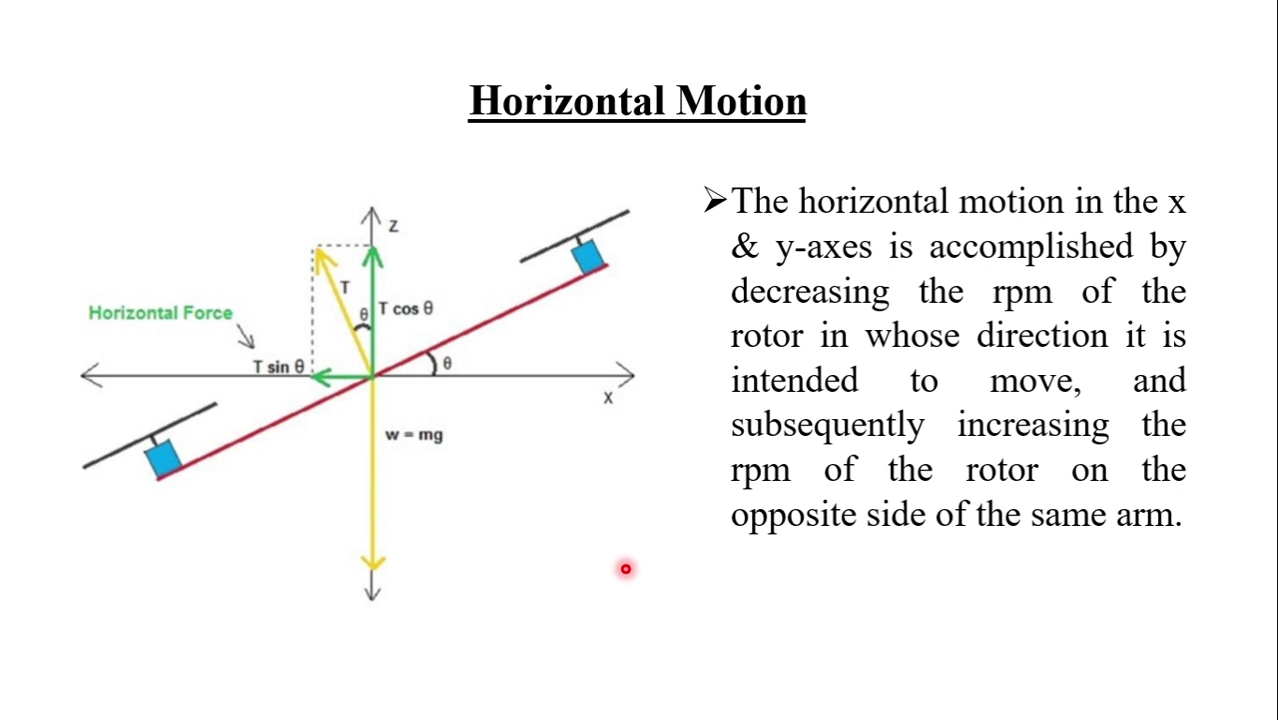 Horizontal Motion
➢The horizontal motion in the x
& y-axes is accomplished by
decreasing the rpm of the
rotor in whose direction it is
intended to move, and
subsequently increasing the
rpm of the rotor on the
opposite side of the same arm.
z
T
θ
T cos θ
Horizontal Force
T sin θ
θ
x
w = mg